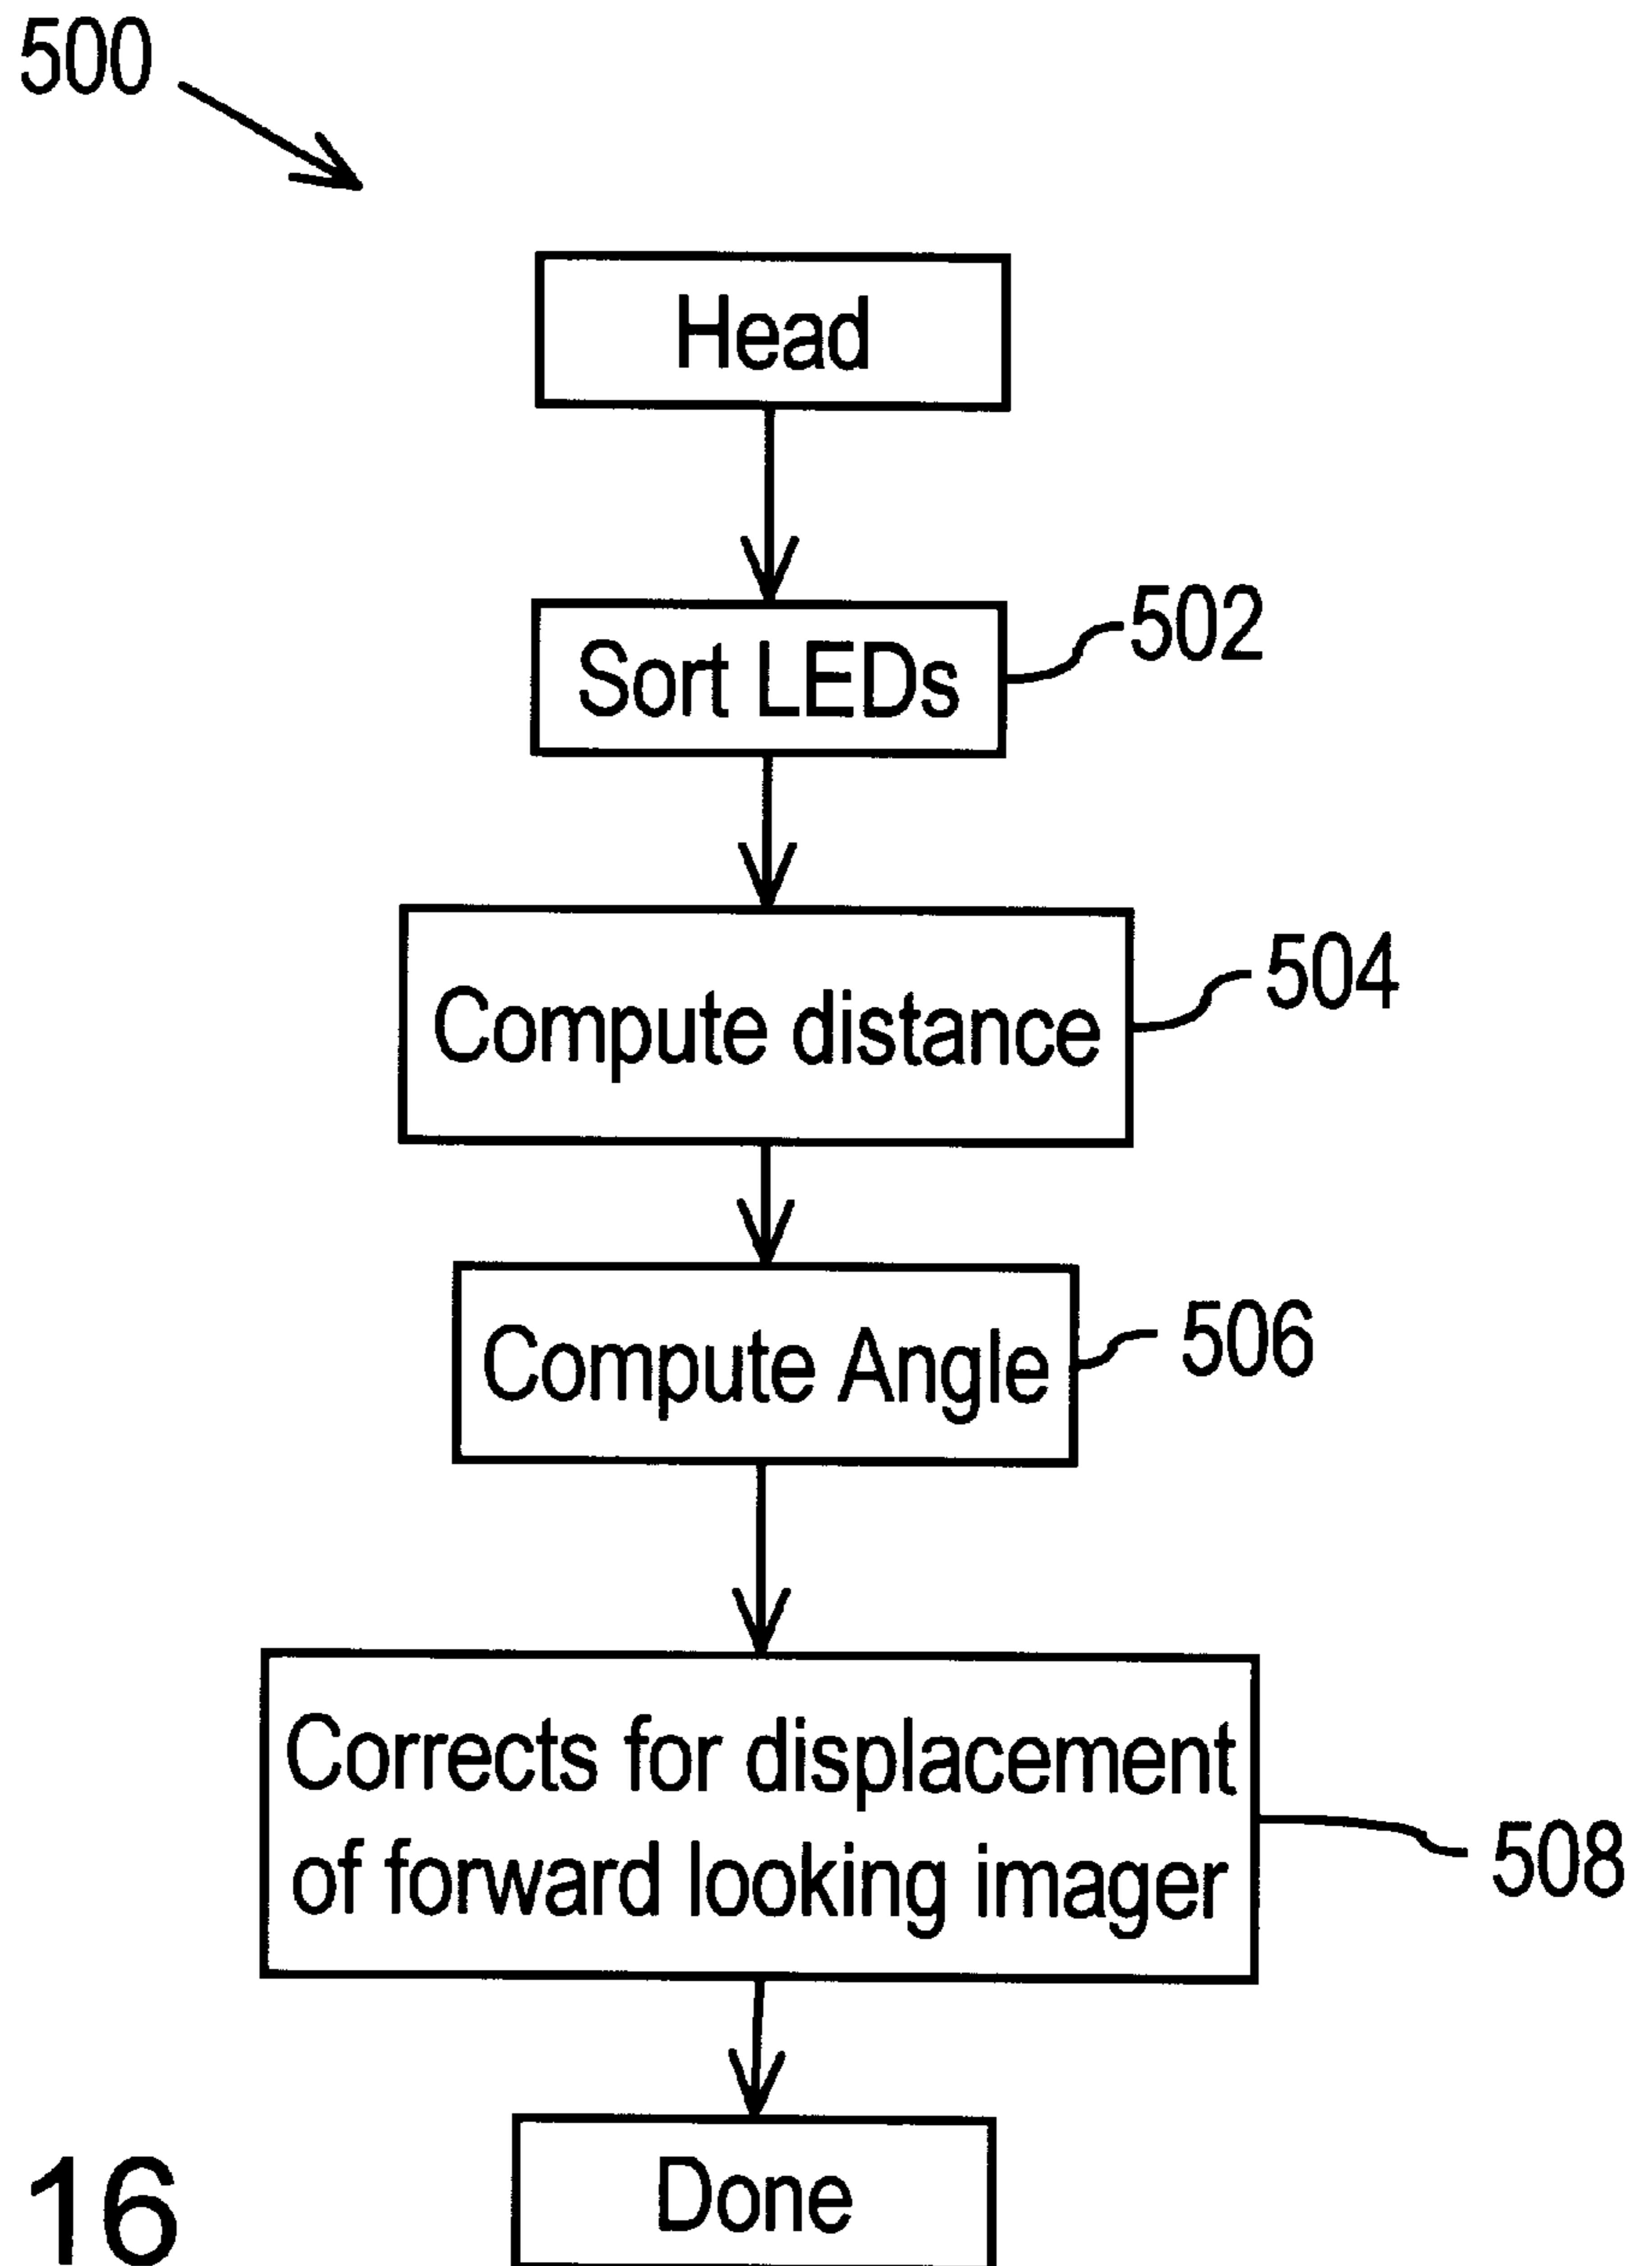 500
Head
Sort LEDs
502
Compute distance
504
Compute Angle
506
Corrects for displacement
of forward looking imager
508
Done
16